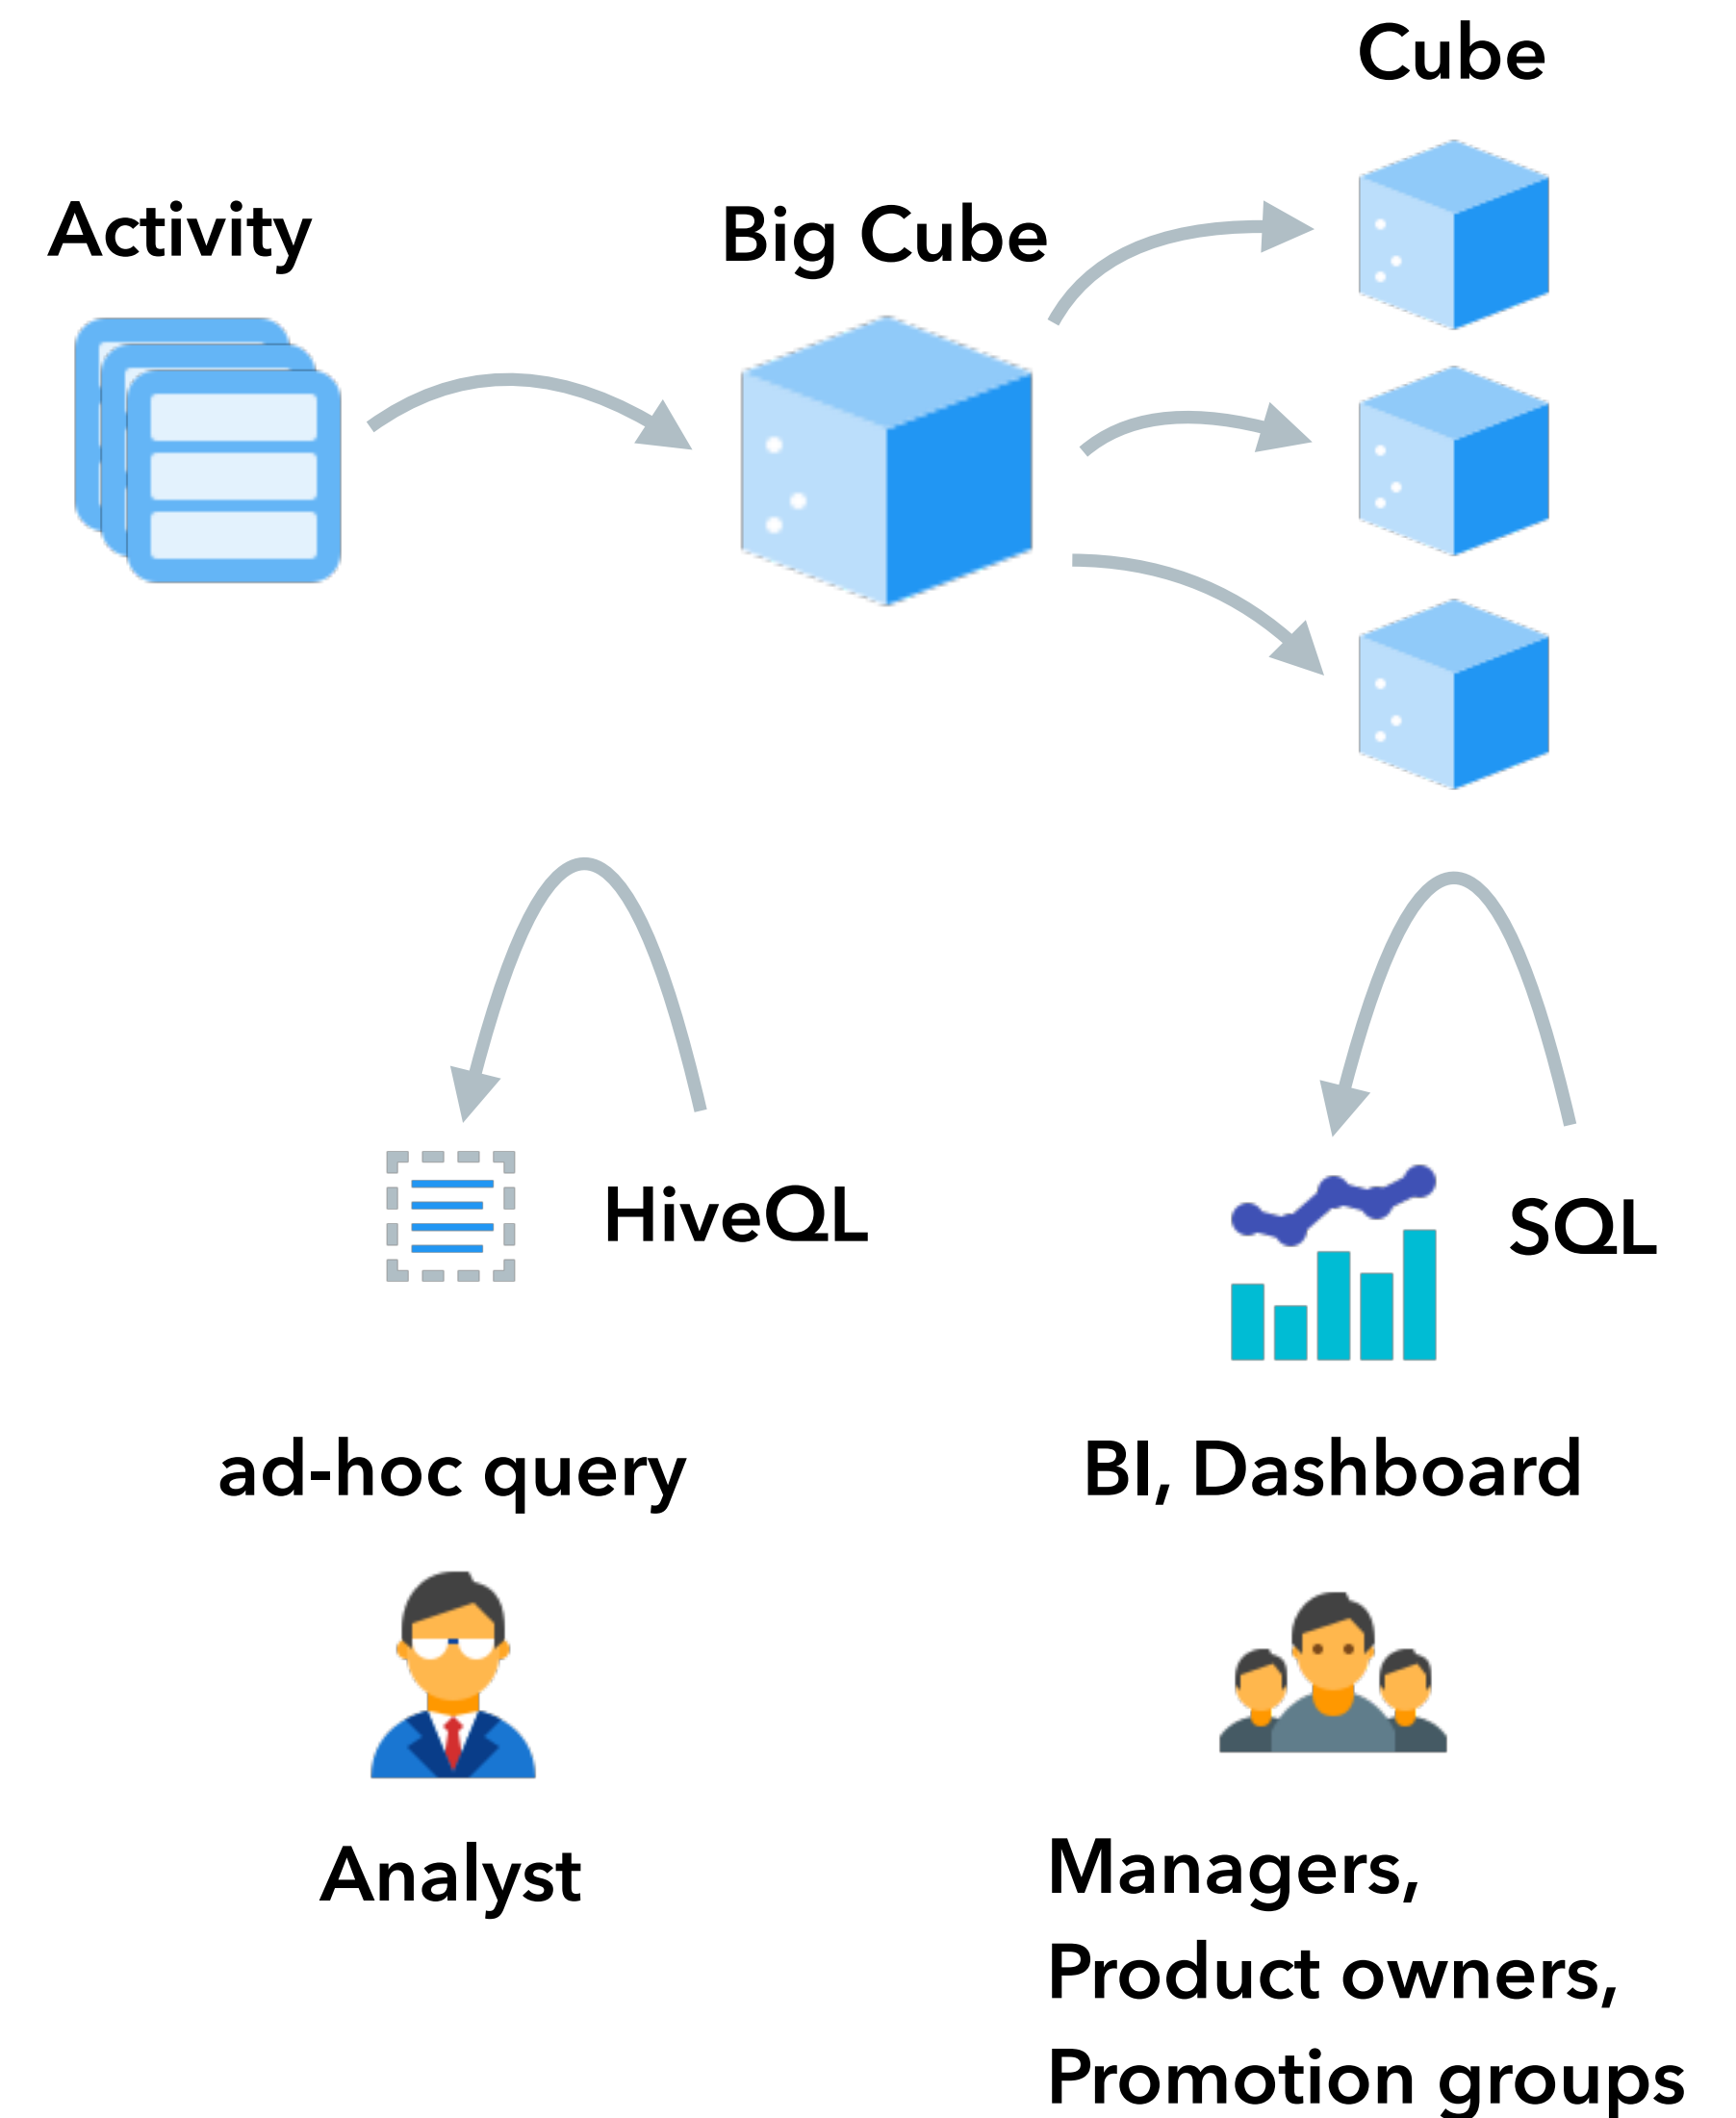 Cube
Activity
Big Cube
HiveQL
SQL
ad-hoc query
BI, Dashboard
Analyst
Managers,
Product owners,
Promotion groups